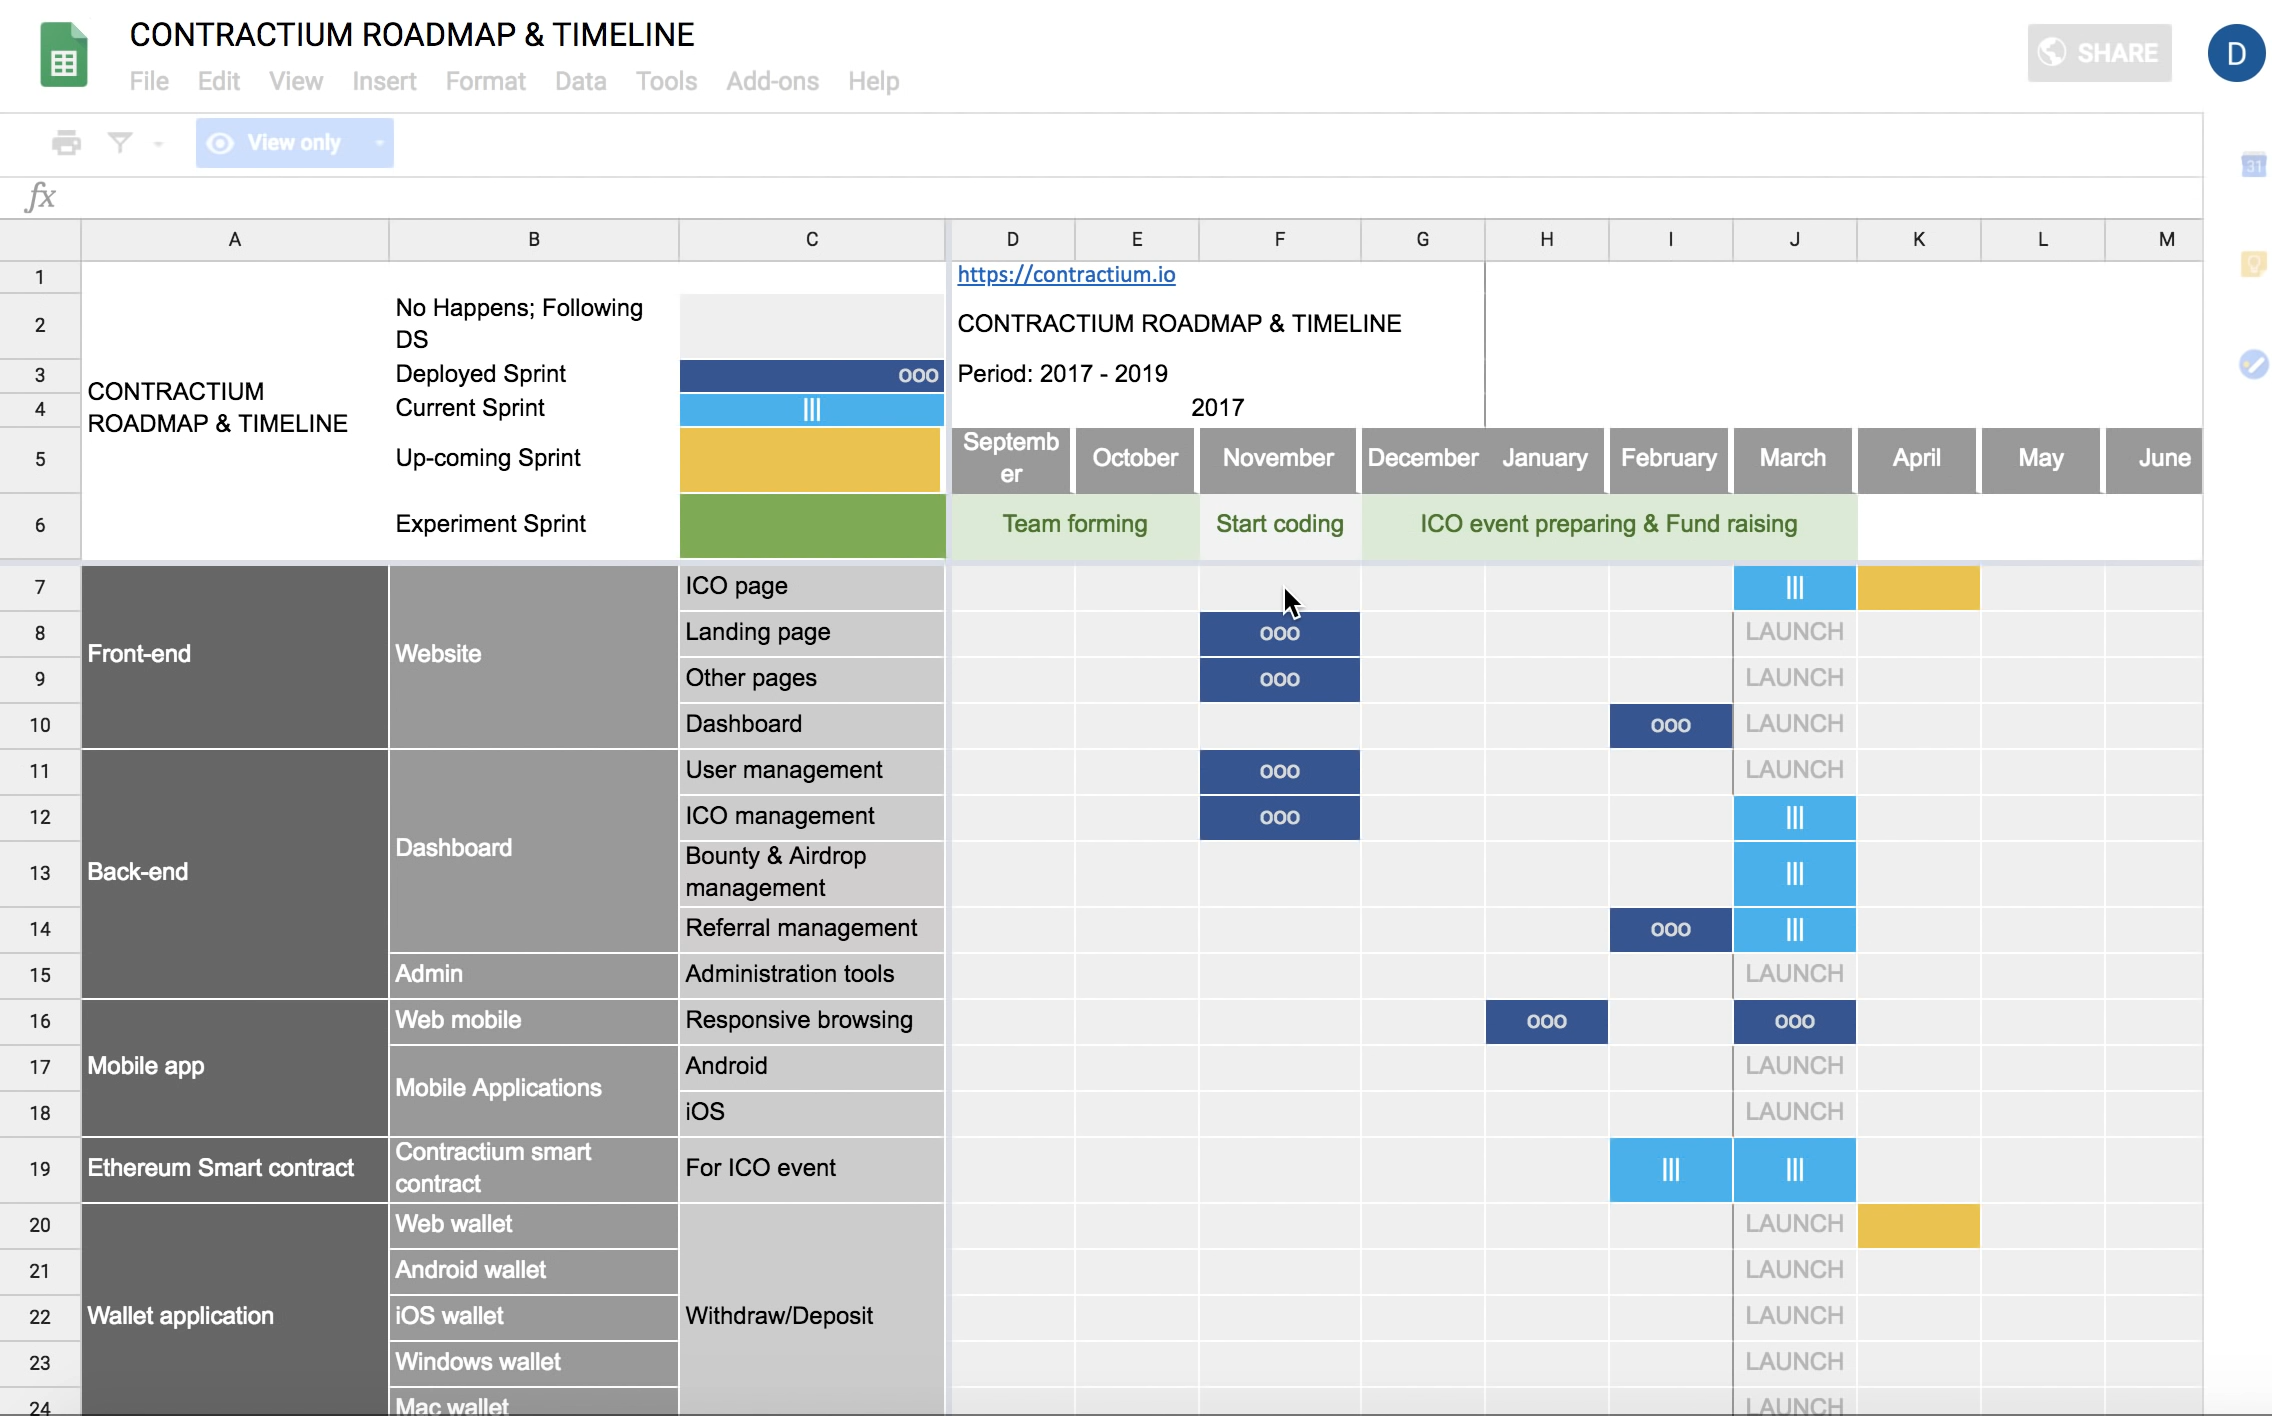 CONTRACTIUM ROADMAP & TIMELINE
SHARE
D
File Edit View Insert Format Data Tools Add-ons Help
View only
31
fx
A B C D E F G H I J K L M
1 https://contractium.io
2 No Happens; Following
DS
CONTRACTIUM ROADMAP & TIMELINE
3 Deployed Sprint ooo Period: 2017 - 2019
CONTRACTIUM
ROADMAP & TIMELINE
4 Current Sprint ||| 2017
5 Up-coming Sprint
Septemb
er
October November December January February March April May June
6 Experiment Sprint Team forming Start coding ICO event preparing & Fund raising
7 ICO page |||
8 Landing page ooo LAUNCH
Front-end Website
9 Other pages ooo LAUNCH
10 Dashboard ooo LAUNCH
11 User management ooo LAUNCH
12 ICO management ooo |||
Dashboard
13 Back-end
Bounty & Airdrop
management
|||
14 Referral management ooo |||
15 Admin Administration tools LAUNCH
16 Web mobile Responsive browsing ooo ooo
17 Mobile app Android LAUNCH
Mobile Applications
18 iOS LAUNCH
19 Ethereum Smart contract
Contractium smart
contract
For ICO event ||| |||
20 Web wallet LAUNCH
21 Android wallet LAUNCH
22 Wallet application iOS wallet Withdraw/Deposit LAUNCH
23 Windows wallet LAUNCH
24 Mac wallet LAUNCH